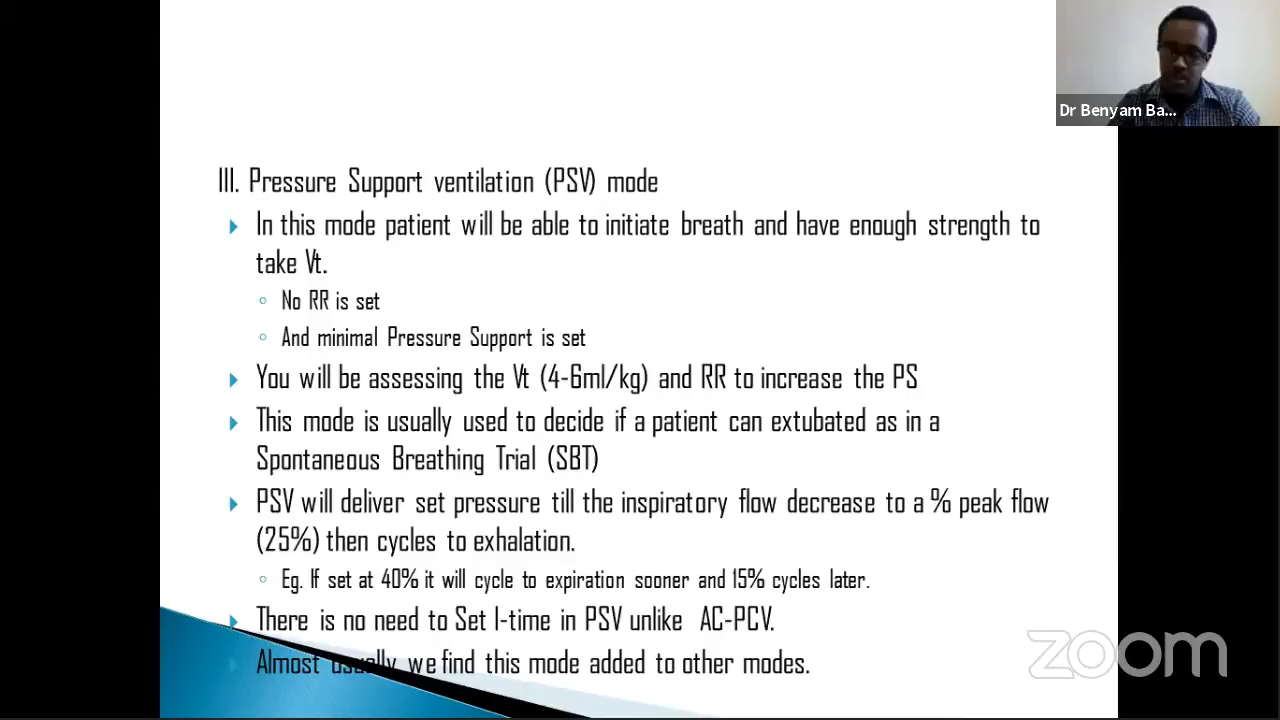 Dr Benyam Ba...
III. Pressure Support ventilation (PSV) mode
In this mode patient will be able to initiate breath and have enough strength to
take Vt.
No RR is set
And minimal Pressure Support is set
You will be assessing the Vt (4-6ml/kg) and RR to increase the PS
This mode is usually used to decide if a patient can extubated as in a
Spontaneous Breathing Trial (SBT)
PSV will deliver set pressure till the inspiratory flow decrease to a % peak flow
(25%) then cycles to exhalation.
Eg. If set at 40% it will cycle to expiration sooner and 15% cycles later.
There is no need to Set I-time in PSV unlike AC-PCV.
Almost usually we find this mode added to other modes.
zoom